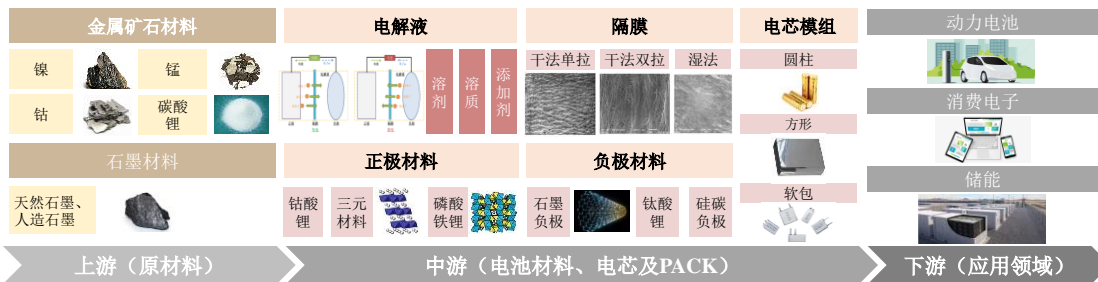 金属矿石材料
镍
锰
钴
碳酸
锂
石墨材料
天然石墨、
人造石墨
电解液
溶剂
溶质
添加剂
隔膜
干法单拉
干法双拉
湿法
正极材料
钴酸
锂
三元
材料
磷酸
铁锂
负极材料
石墨
负极
钛酸
锂
硅碳
负极
电芯模组
圆柱
方形
软包
动力电池
消费电子
储能
上游（原材料）
中游（电池材料、电芯及PACK）
下游（应用领域）